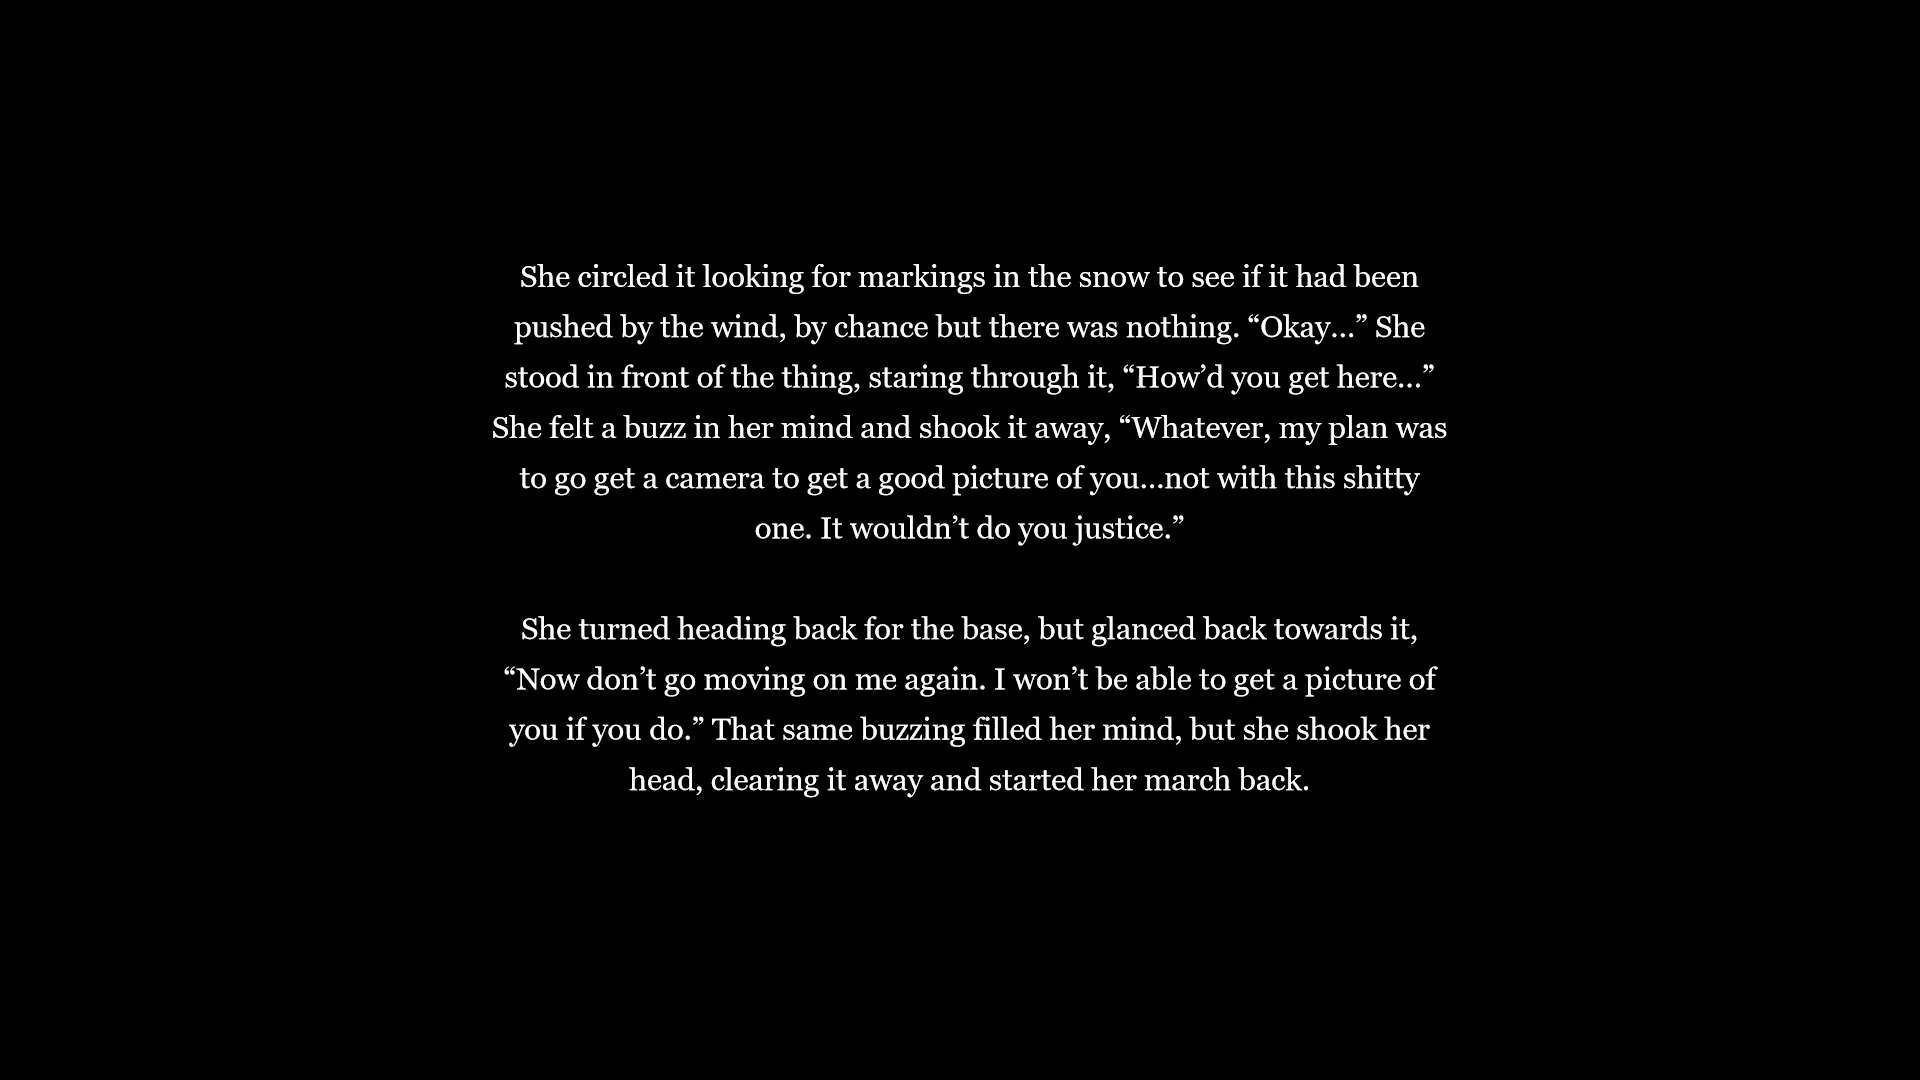 She circled it looking for markings in the snow to see if it had been
pushed by the wind, by chance but there was nothing. “Okay…” She
stood in front of the thing, staring through it, “How’d you get here…”
She felt a buzz in her mind and shook it away, “Whatever, my plan was
to go get a camera to get a good picture of you…not with this shitty
one. It wouldn’t do you justice.”
She turned heading back for the base, but glanced back towards it,
“Now don’t go moving on me again. I won’t be able to get a picture of
you if you do.” That same buzzing filled her mind, but she shook her
head, clearing it away and started her march back.